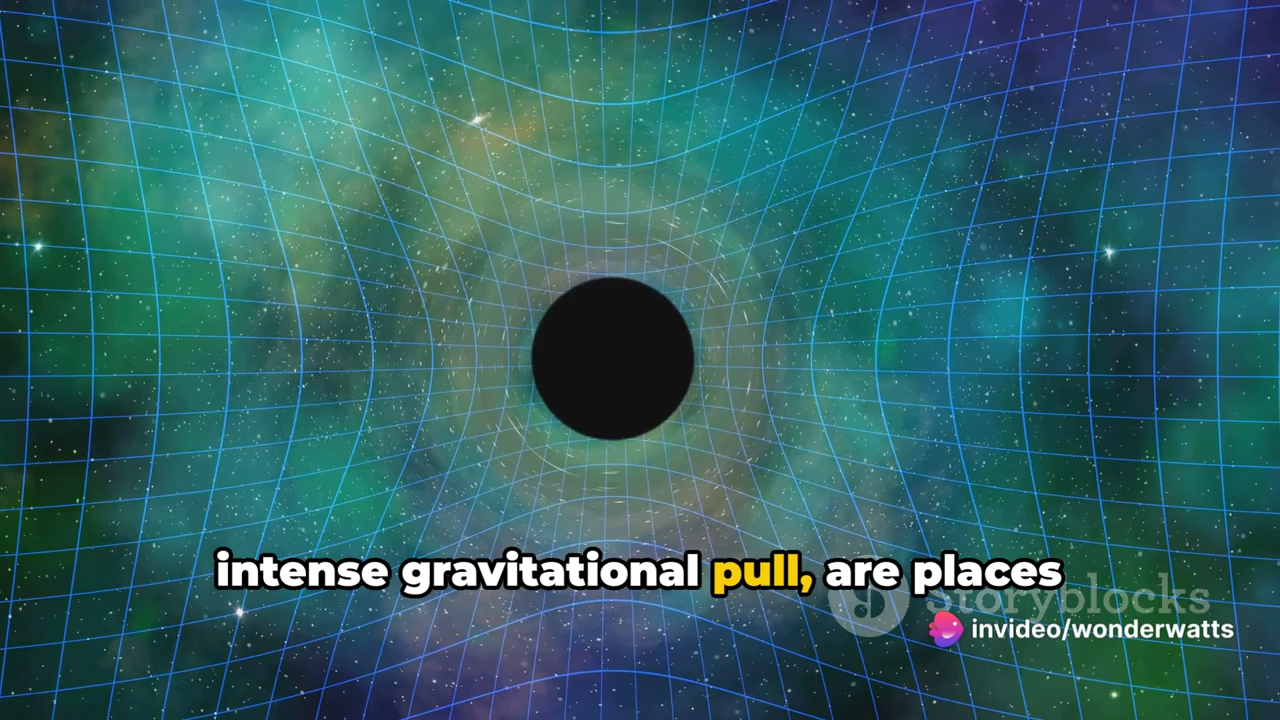 intense gravitational pull, are places
Storyblocks
invideo/wonderwatts